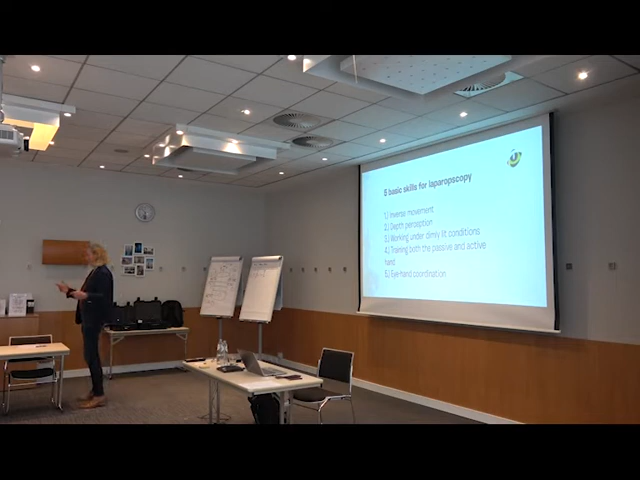 5 basic skills for laparopscopy
1.) Inverse movement
2.) Depth perception
3.) Working under dimly lit conditions
4.) Training both the passive and active
hand
5.) Eye-hand coordination